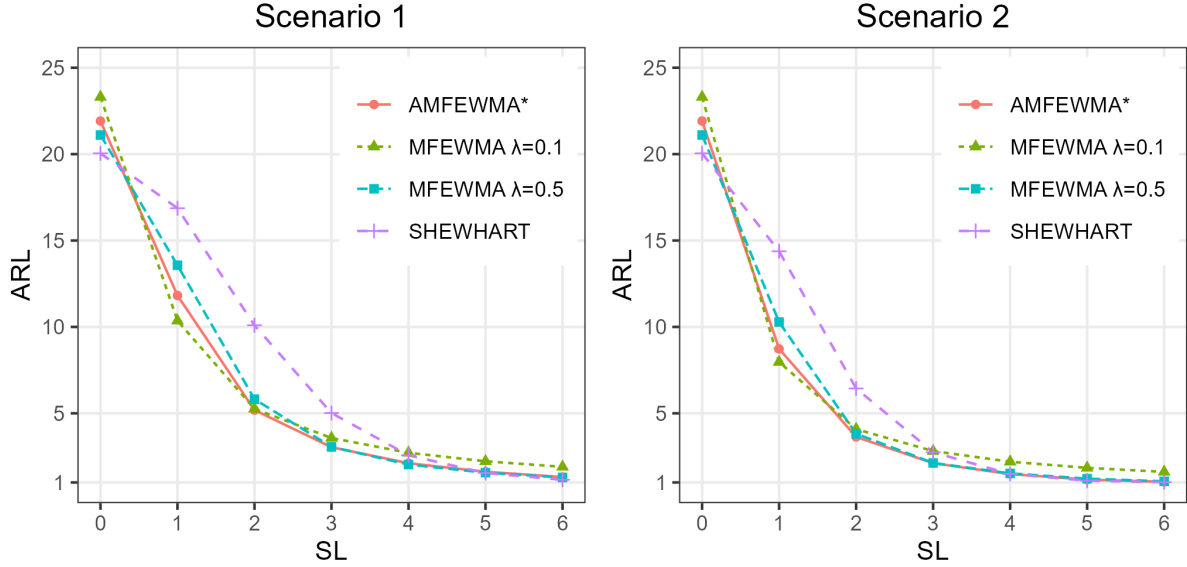 Scenario 1
25
20
15
10
5
1
ARL
0 1 2 3 4 5 6
SL
AMFEWMA*
MFEWMA λ=0.1
MFEWMA λ=0.5
SHEWHART
Scenario 2
25
20
15
10
5
1
ARL
0 1 2 3 4 5 6
SL
AMFEWMA*
MFEWMA λ=0.1
MFEWMA λ=0.5
SHEWHART